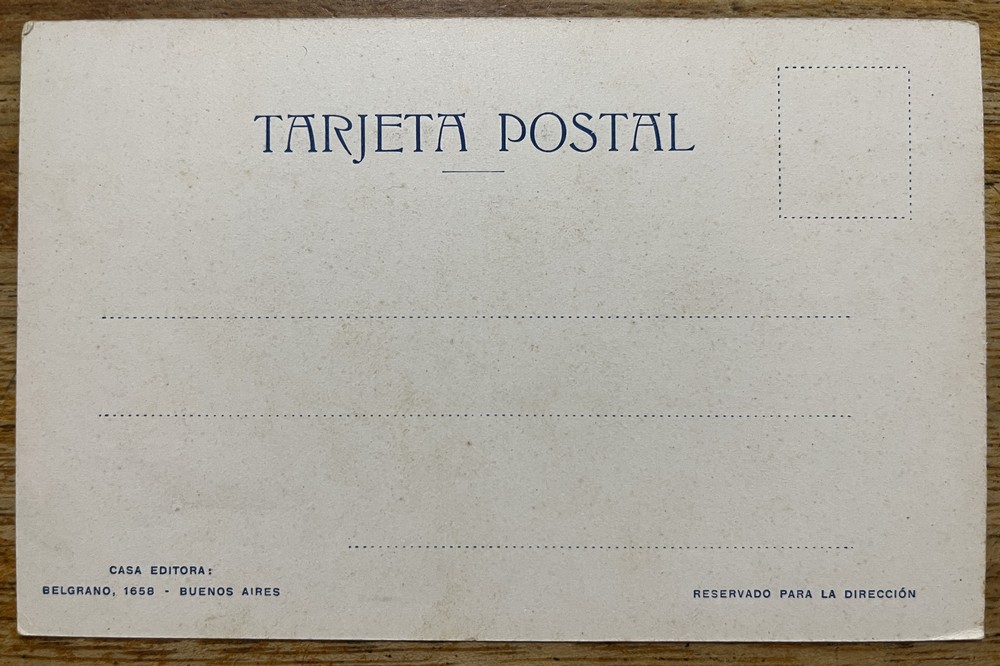 TARJETA POSTAL
CASA EDITORA:
BELGRANO, 1658 - BUENOS AIRES
RESERVADO PARA LA DIRECCIÓN